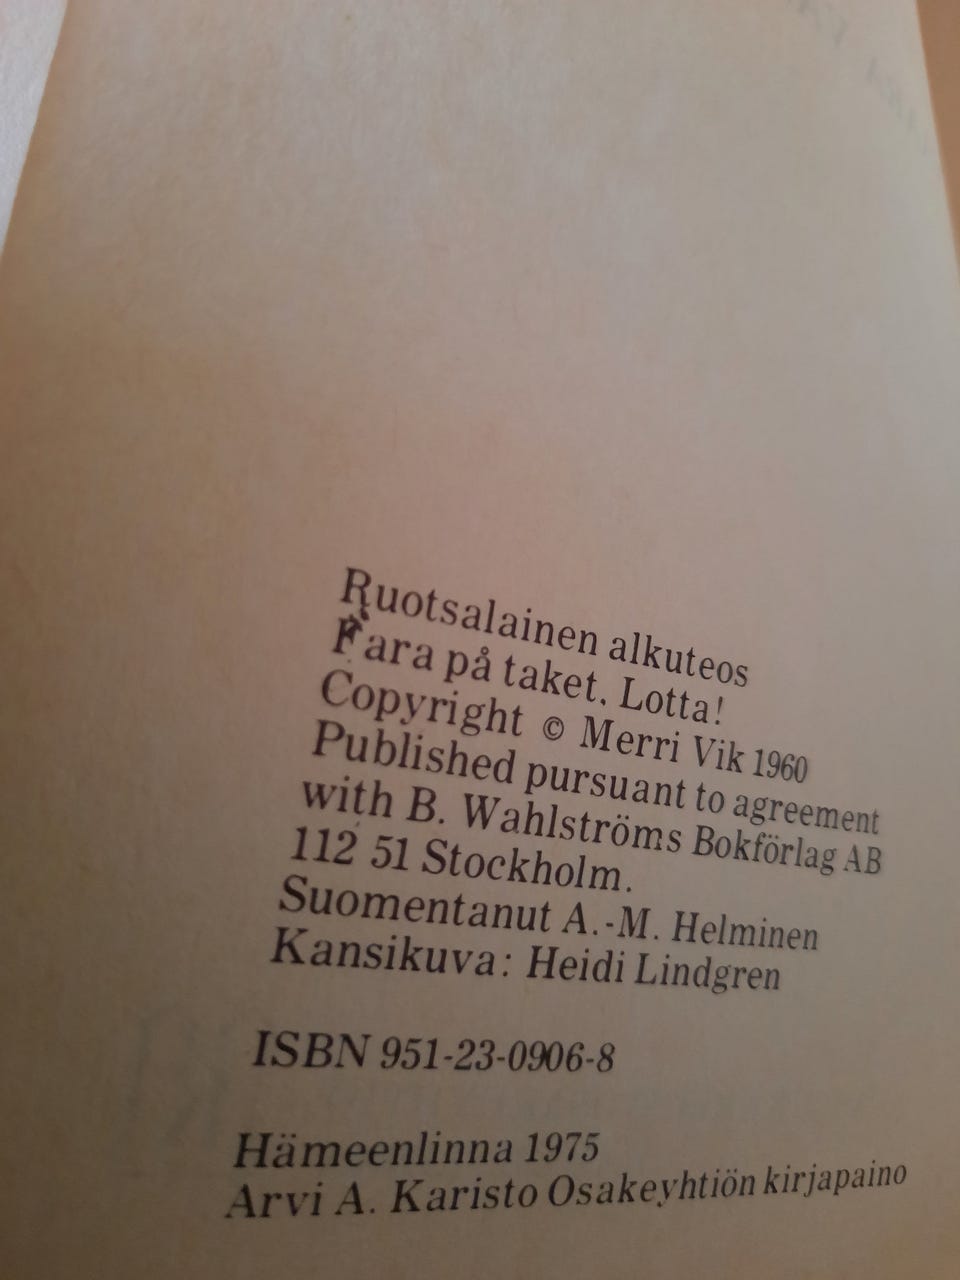 Ruotsalainen alkuteos
Fara på taket, Lotta!
Copyright © Merri Vik 1960
Published pursuant to agreement
with B. Wahlströms Bokförlag AB
112 51 Stockholm.
Suomentanut A.-M. Helminen
Kansikuva: Heidi Lindgren
ISBN 951-23-0906-8
Hämeenlinna 1975
Arvi A. Karisto Osakeyhtiön kirjapaino